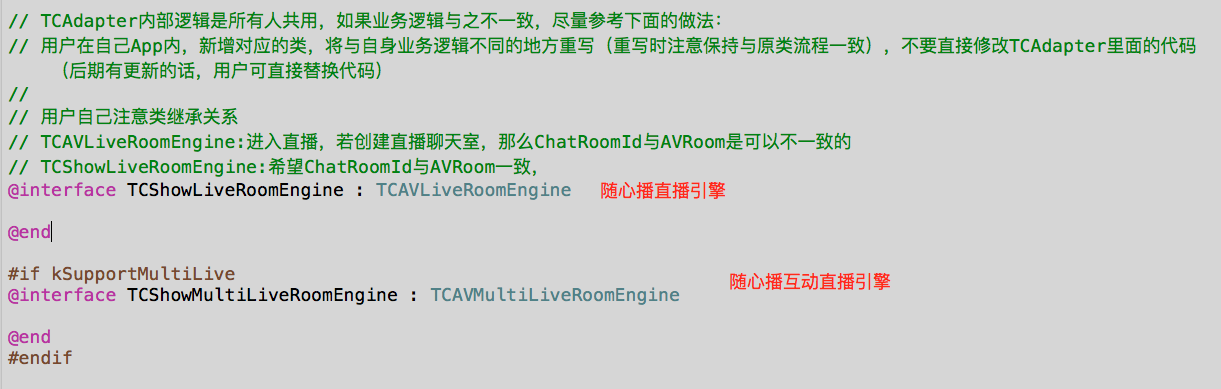 // TCAdapter内部逻辑是所有人共用，如果业务逻辑与之不一致，尽量参考下面的做法：
// 用户在自己App内，新增对应的类，将与自身业务逻辑不同的地方重写（重写时注意保持与原类流程一致），不要直接修改TCAdapter里面的代码
（后期有更新的话，用户可直接替换代码）
//
// 用户自己注意类继承关系
// TCAVLiveRoomEngine:进入直播，若创建直播聊天室，那么ChatRoomId与AVRoom是可以不一致的
// TCShowLiveRoomEngine:希望ChatRoomId与AVRoom一致，
@interface TCShowLiveRoomEngine : TCAVLiveRoomEngine 随心播直播引擎
@end
#if kSupportMultiLive
随心播互动直播引擎
@interface TCShowMultiLiveRoomEngine : TCAVMultiLiveRoomEngine
@end
#endif